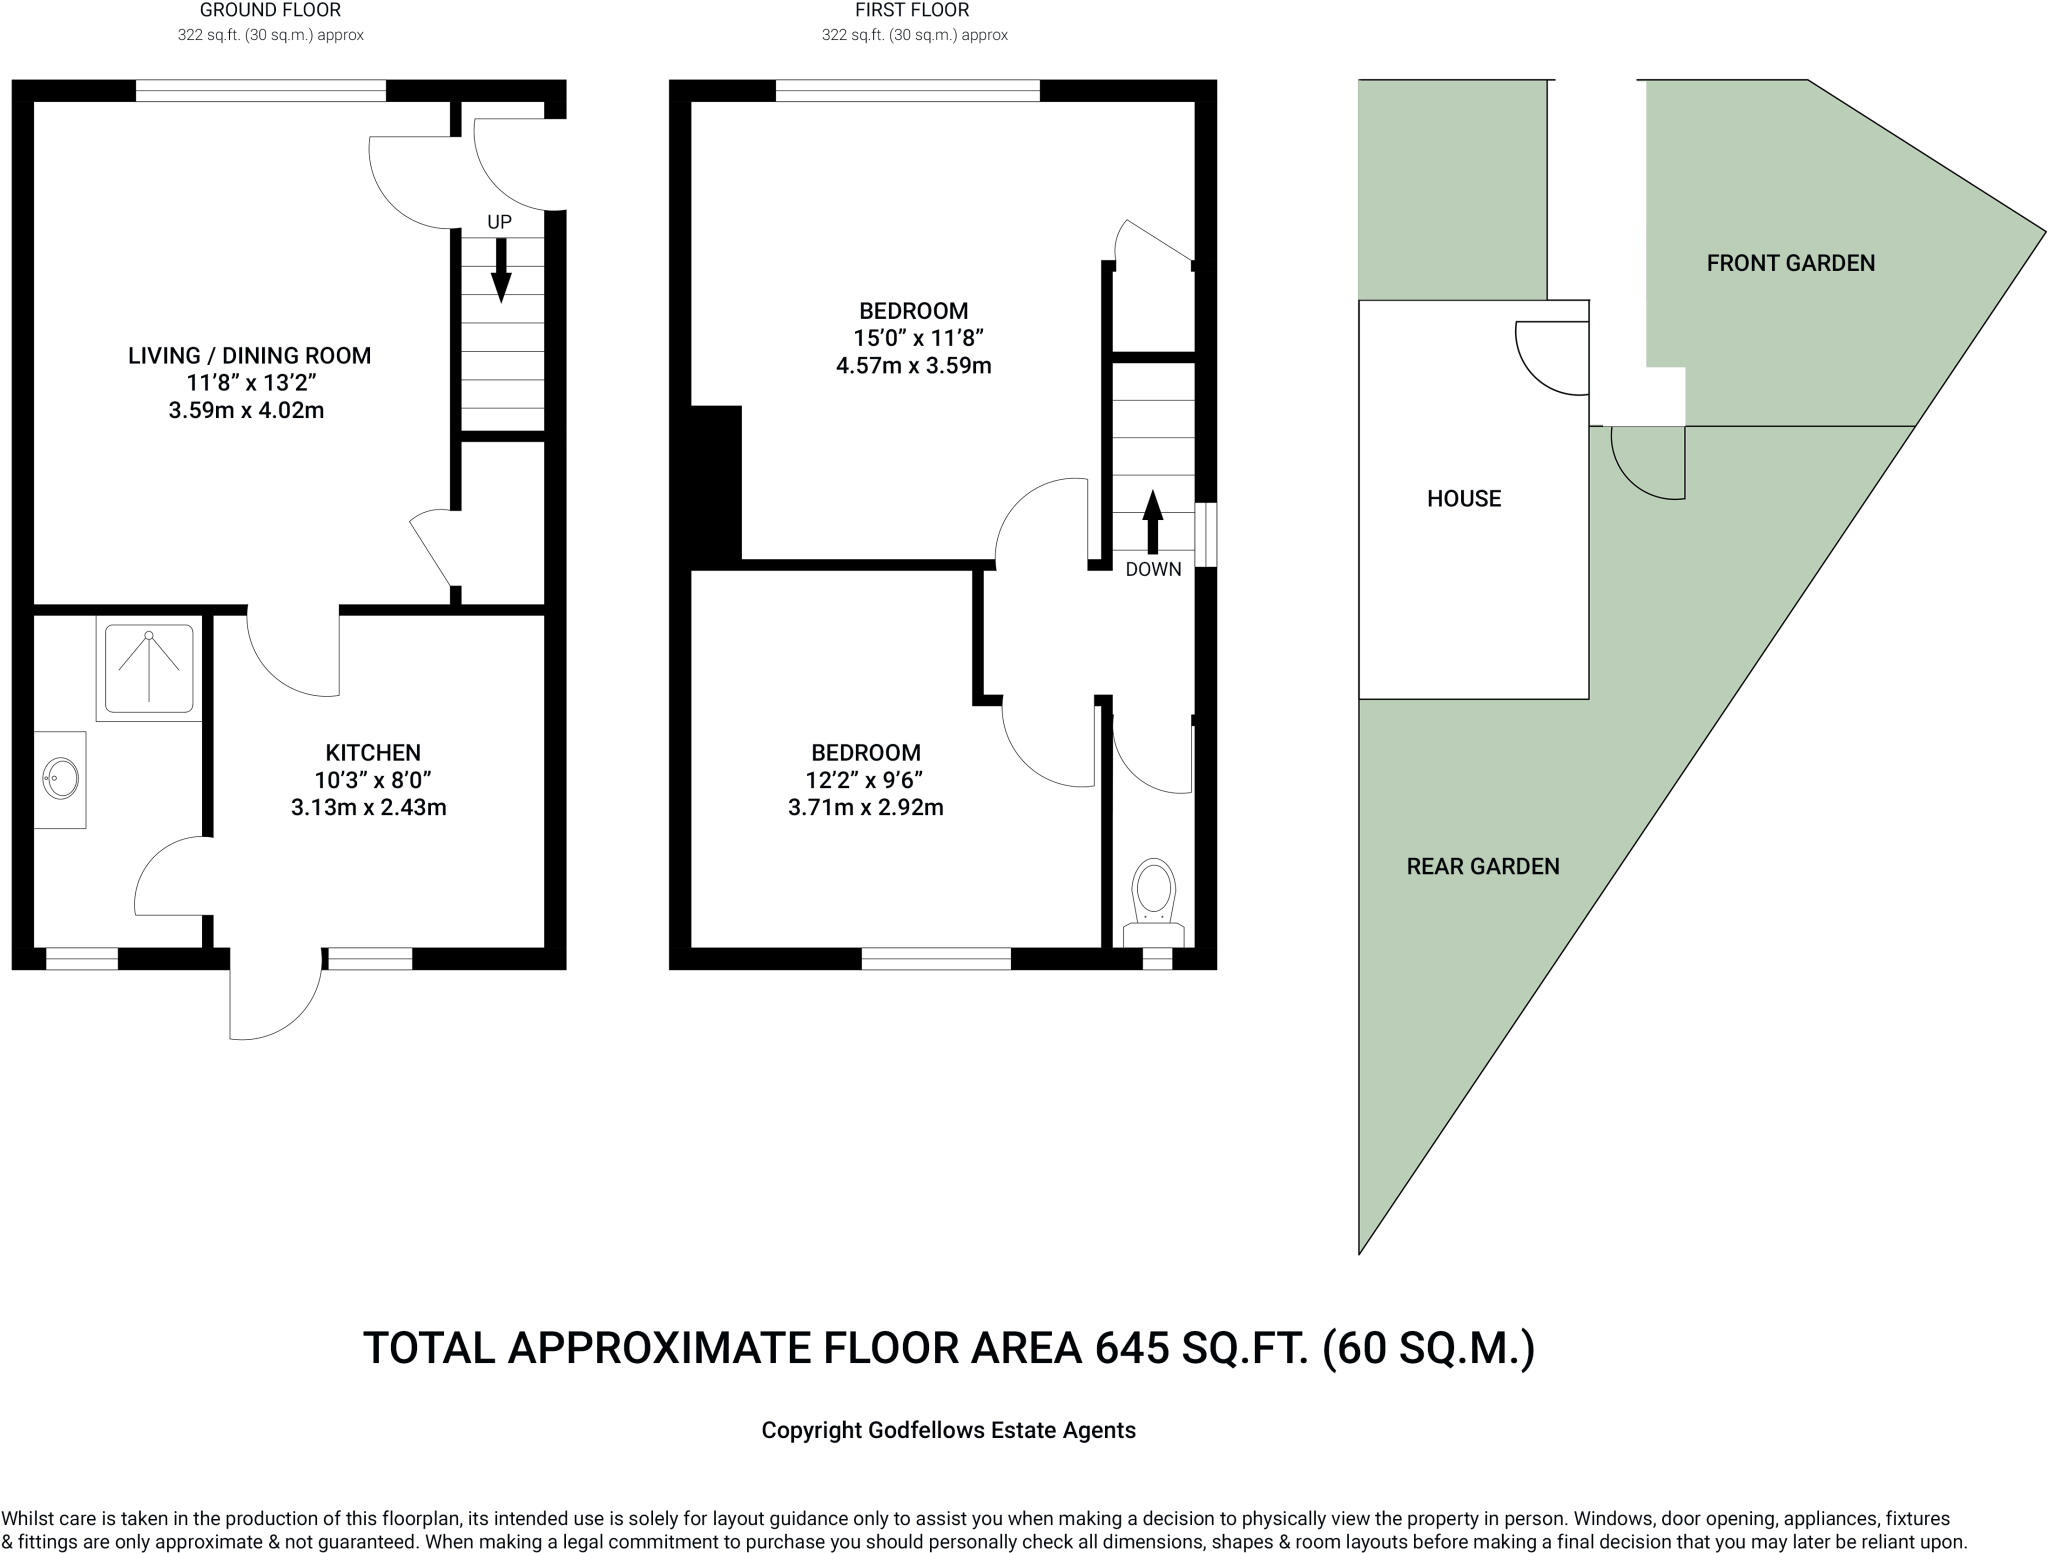 GROUND FLOOR
322 sq.ft. (30 sq.m.) approx
UP
LIVING / DINING ROOM
11’8” x 13’2”
3.59m x 4.02m
KITCHEN
10’3” x 8’0”
3.13m x 2.43m
FIRST FLOOR
322 sq.ft. (30 sq.m.) approx
BEDROOM
15’0” x 11’8”
4.57m x 3.59m
DOWN
BEDROOM
12’2” x 9’6”
3.71m x 2.92m
FRONT GARDEN
HOUSE
REAR GARDEN
TOTAL APPROXIMATE FLOOR AREA 645 SQ.FT. (60 SQ.M.)
Copyright Godfellows Estate Agents
Whilst care is taken in the production of this floorplan, its intended use is solely for layout guidance only to assist you when making a decision to physically view the property in person. Windows, door opening, appliances, fixtures
& fittings are only approximate & not guaranteed. When making a legal commitment to purchase you should personally check all dimensions, shapes & room layouts before making a final decision that you may later be reliant upon.